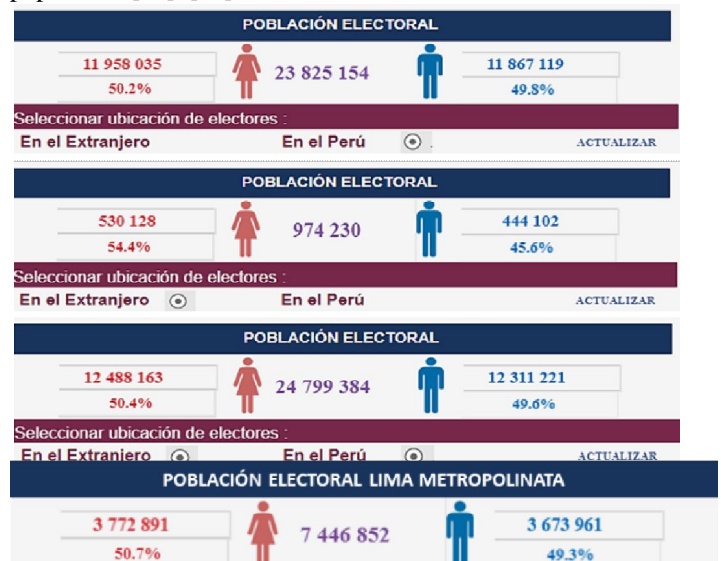 POBLACIÓN ELECTORAL
11 958 035 23 825 154 11 867 119
50.2% 49.8%
Seleccionar ubicación de electores :
En el Extranjero En el Perú ACTUALIZAR
POBLACIÓN ELECTORAL
530 128 974 230 444 102
54.4% 45.6%
Seleccionar ubicación de electores :
En el Extranjero En el Perú ACTUALIZAR
POBLACIÓN ELECTORAL
12 488 163 24 799 384 12 311 221
50.4% 49.6%
Seleccionar ubicación de electores :
En el Extranjero En el Perú ACTUALIZAR
POBLACIÓN ELECTORAL LIMA METROPOLINATA
3 772 891 7 446 852 3 673 961
50.7% 49.3%